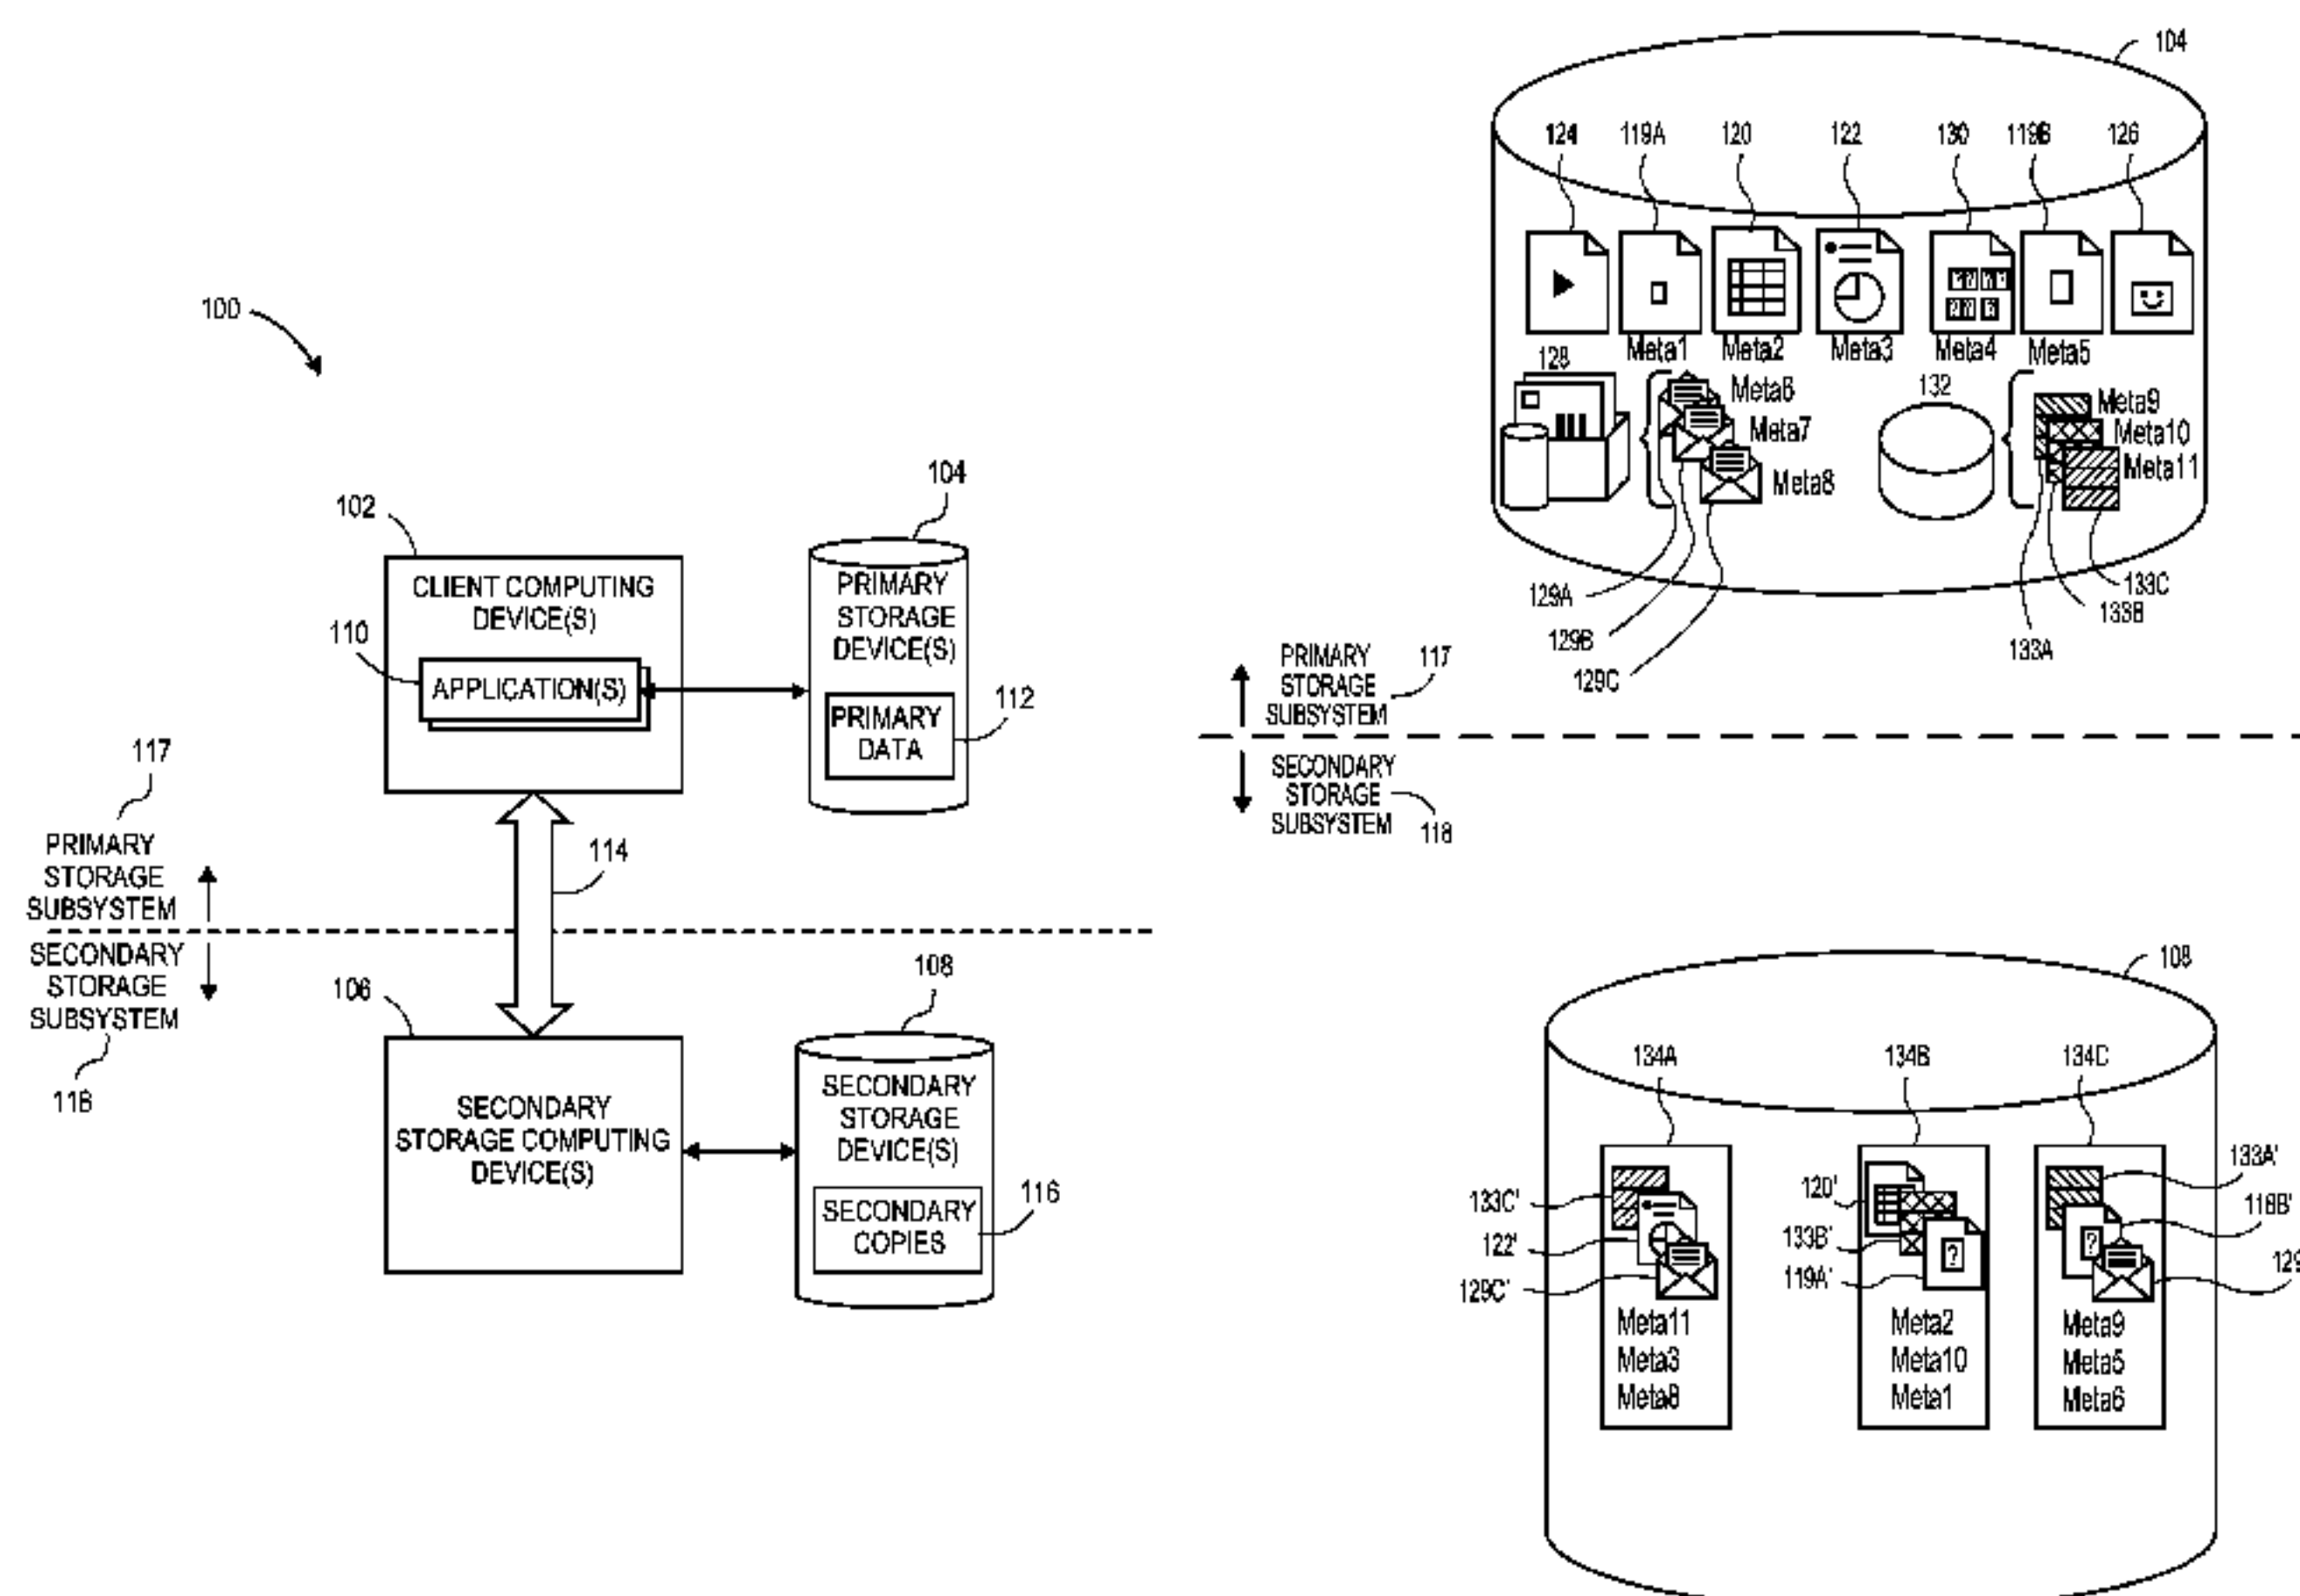 100
102
CLIENT COMPUTING
DEVICE(S)
110
APPLICATION(S)
104
PRIMARY
STORAGE
DEVICE(S)
PRIMARY
DATA
112
117
PRIMARY
STORAGE
SUBSYSTEM
114
SECONDARY
STORAGE
SUBSYSTEM
118
106
SECONDARY
STORAGE COMPUTING
DEVICE(S)
108
SECONDARY
STORAGE
DEVICE(S)
SECONDARY
COPIES
116
104
124 119A 120 122 130 119B 126
Meta1 Meta2 Meta3 Meta4 Meta5
128
Meta6
Meta7
Meta8
132
Meta9
Meta10
Meta11
129A
129B
129C
133C
133B
133A
PRIMARY
STORAGE
SUBSYSTEM
117
SECONDARY
STORAGE
SUBSYSTEM
118
108
134A 134B 134C
133C'
122'
129C'
Meta11
Meta3
Meta8
120'
133B'
119A'
?
Meta2
Meta10
Meta1
133A'
?
Meta9
Meta5
Meta6